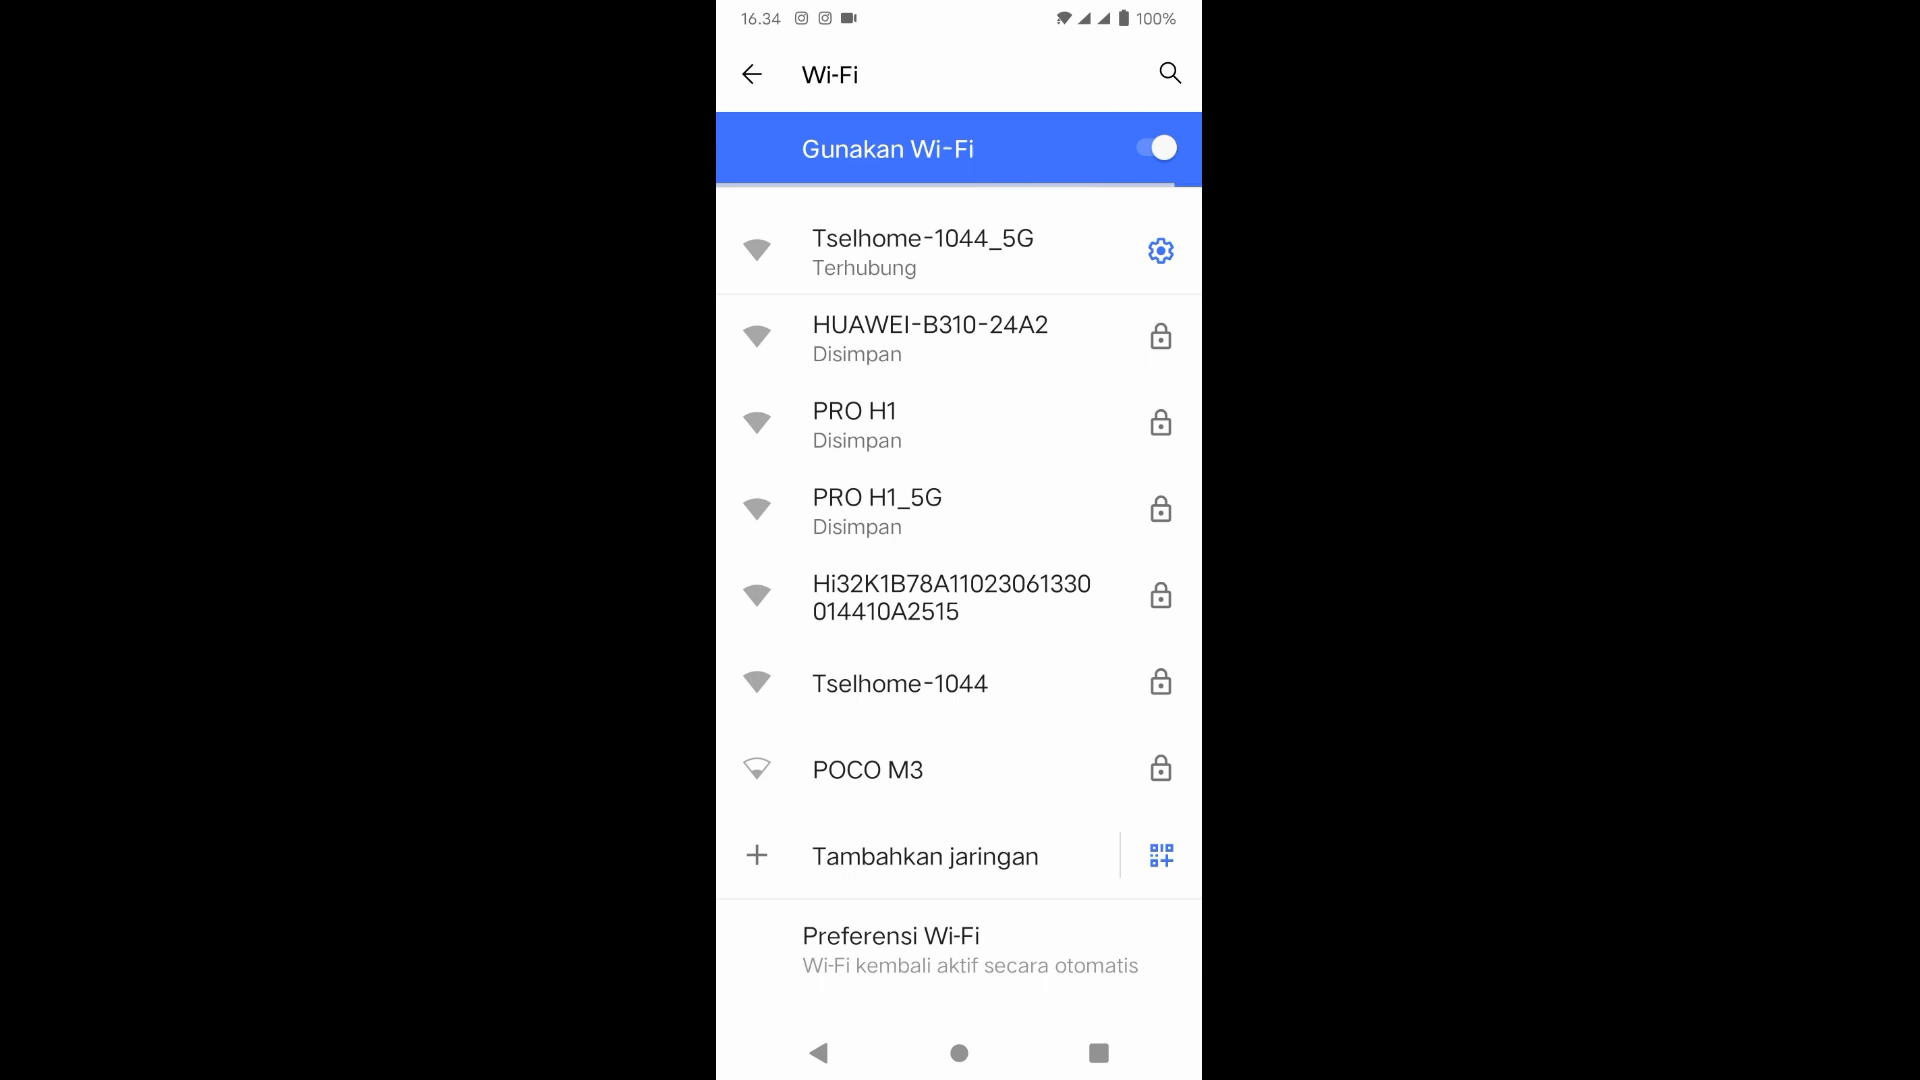 16.34
100%
Wi-Fi
Gunakan Wi-Fi
Tselhome-1044_5G
Terhubung
HUAWEI-B310-24A2
Disimpan
PRO H1
Disimpan
PRO H1_5G
Disimpan
Hi32K1B78A11023061330
014410A2515
Tselhome-1044
POCO M3
Tambahkan jaringan
Preferensi Wi-Fi
Wi-Fi kembali aktif secara otomatis